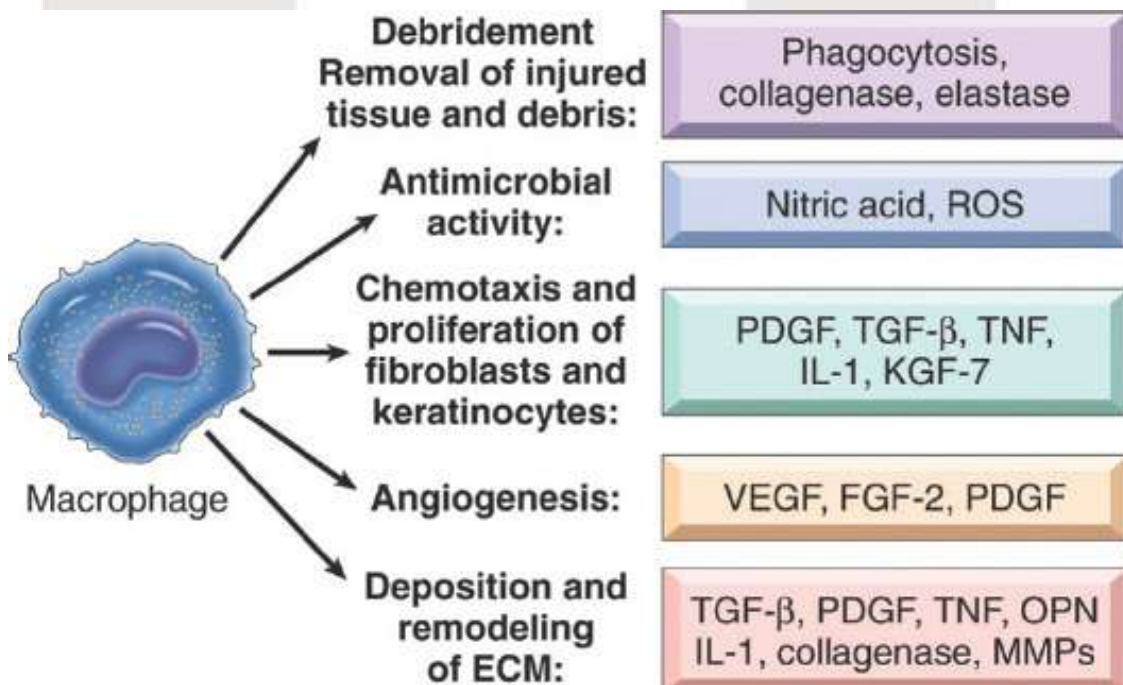 Debridement
Removal of injured
tissue and debris:
Phagocytosis,
collagenase, elastase
Antimicrobial
activity:
Nitric acid, ROS
Chemotaxis and
proliferation of
fibroblasts and
keratinocytes:
PDGF, TGF-β, TNF,
IL-1, KGF-7
Macrophage
Angiogenesis:
VEGF, FGF-2, PDGF
Deposition and
remodeling
of ECM:
TGF-β, PDGF, TNF, OPN
IL-1, collagenase, MMPs